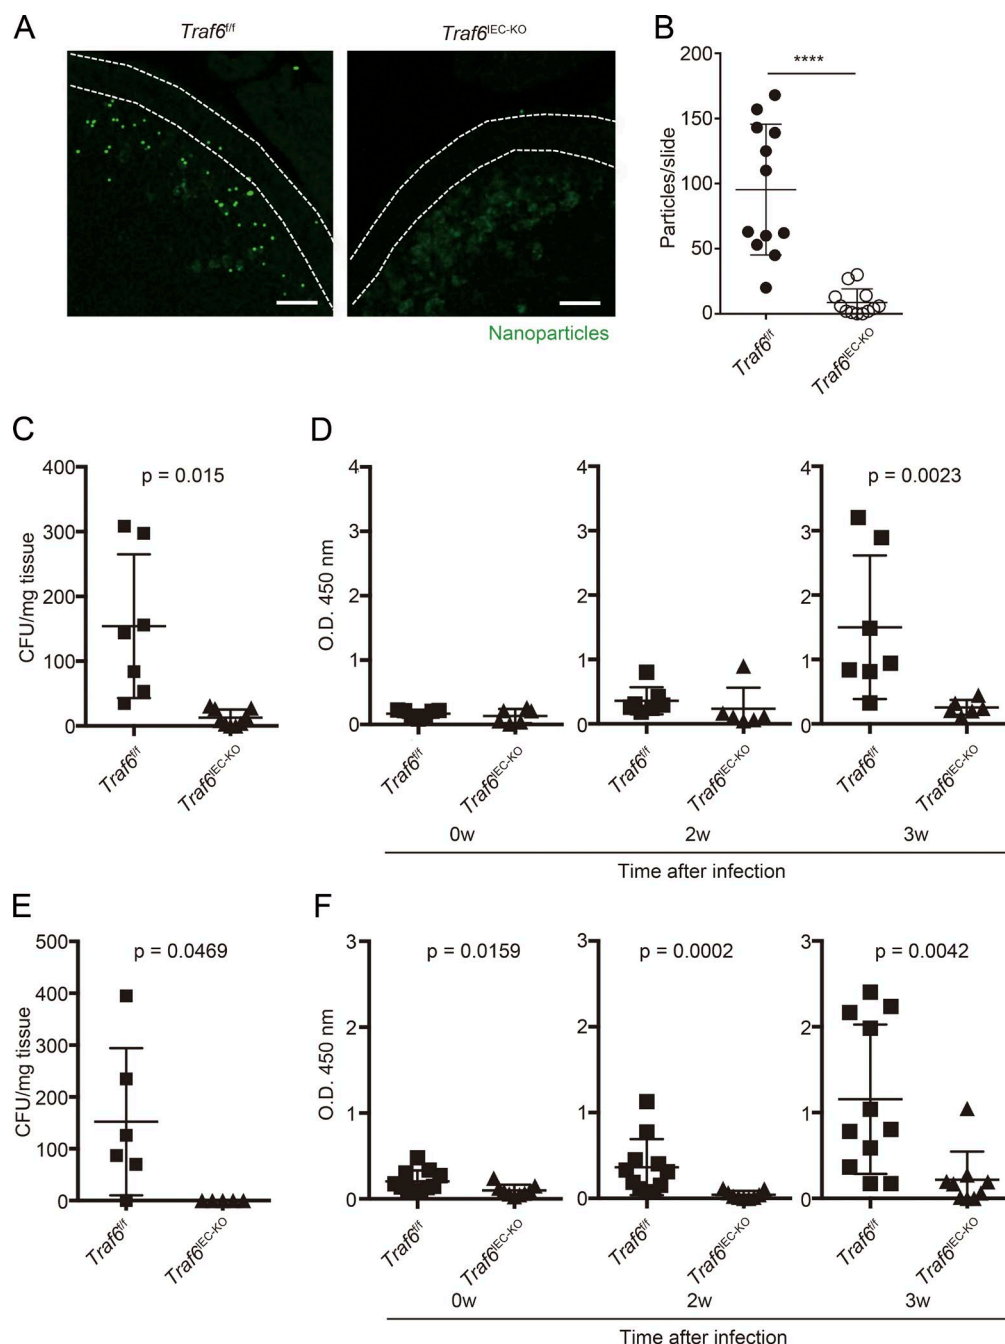 A
Traf6f/f
Traf6IEC-KO
Nanoparticles
B
200
150
100
50
0
Particles/slide
****
Traf6f/f
Traf6IEC-KO
C
400
300
200
100
0
CFU/mg tissue
p = 0.015
Traf6f/f
Traf6IEC-KO
D
4
3
2
1
0
O.D. 450 nm
Traf6f/f
Traf6IEC-KO
0w
4
3
2
1
0
Traf6f/f
Traf6IEC-KO
2w
4
3
2
1
0
p = 0.0023
Traf6f/f
Traf6IEC-KO
3w
Time after infection
E
500
400
300
200
100
0
CFU/mg tissue
p = 0.0469
Traf6f/f
Traf6IEC-KO
F
3
2
1
0
O.D. 450 nm
p = 0.0159
Traf6f/f
Traf6IEC-KO
0w
3
2
1
0
p = 0.0002
Traf6f/f
Traf6IEC-KO
2w
3
2
1
0
p = 0.0042
Traf6f/f
Traf6IEC-KO
3w
Time after infection